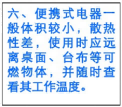 六、便携式电器一
般体积较小，散热
性差，使用时应远
离桌面、台布等可
燃物体，并随时查
看其工作温度。